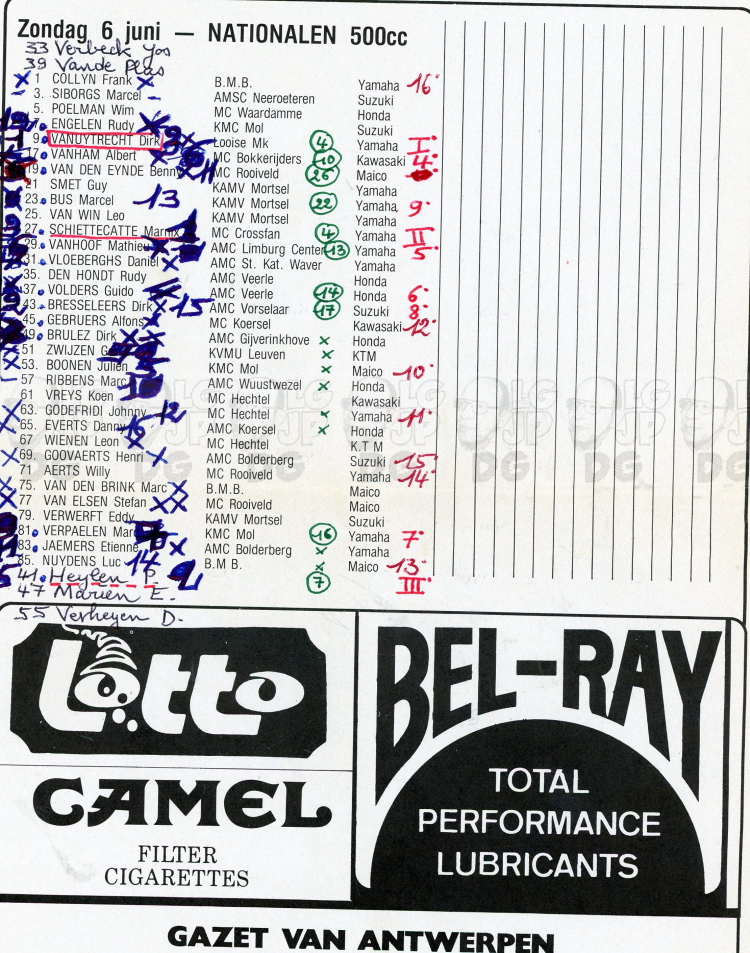 Zondag 6 juni — NATIONALEN 500cc
33 Verbeck Jos
39 Vande Plas
1 COLLYN Frank B.M.B. Yamaha 16
3. SIBORGS Marcel AMSC Neeroeteren Suzuki
5. POELMAN Wim MC Waardamme Honda
7. ENGELEN Rudy KMC Mol Suzuki
9. VANUYTRECHT Dirk Looise Mk 4 Yamaha I
17. VANHAM Albert MC Bokkerijders 10 Kawasaki 4
19. VAN DEN EYNDE Benny MC Rooiveld 26 Maico
21 SMET Guy KAMV Mortsel Yamaha
23. BUS Marcel 13 KAMV Mortsel 22 Yamaha 9
25. VAN WIN Leo KAMV Mortsel Yamaha
27. SCHIETTECATTE Marnix MC Crossfan 4 Yamaha II
29. VANHOOF Mathieu AMC Limburg Center 13 Yamaha 5
31. VLOEBERGHS Daniel AMC St. Kat. Waver Yamaha
35. DEN HONDT Rudy AMC Veerle Honda
37. VOLDERS Guido AMC Veerle 14 Honda 6
43. BRESSELEERS Dirk 15 AMC Vorselaar 17 Suzuki 8
45. GEBRUERS Alfons MC Koersel Kawasaki 12
49. BRULEZ Dirk AMC Gijverinkhove x Honda
51 ZWIJZEN KVMU Leuven x KTM
53. BOONEN Julien KMC Mol x Maico 10
57 RIBBENS Marc AMC Wuustwezel x Honda
61 VREYS Koen MC Hechtel Kawasaki
63. GODEFRIDI Johnny 12 MC Hechtel x Yamaha 11
65. EVERTS Danny 16 AMC Koersel x Honda
67 WIENEN Leon MC Hechtel K.T M
69. GOOVAERTS Henri AMC Bolderberg Suzuki 15
71 AERTS Willy MC Rooiveld Yamaha 14
75. VAN DEN BRINK Marc B.M.B. Maico
77 VAN ELSEN Stefan MC Rooiveld Maico
79. VERWERFT Eddy KAMV Mortsel Suzuki
81. VERPAELEN Marc KMC Mol 16 Yamaha 7
83. JAEMERS Etienne AMC Bolderberg x Yamaha
85. NUYDENS Luc 14 B.M B. x Maico 13
41. Heylen P. 2 7 III
47 Mariën E.
55 Verheyen D.
Lotto
CAMEL
FILTER
CIGARETTES
BEL-RAY
TOTAL
PERFORMANCE
LUBRICANTS
GAZET VAN ANTWERPEN